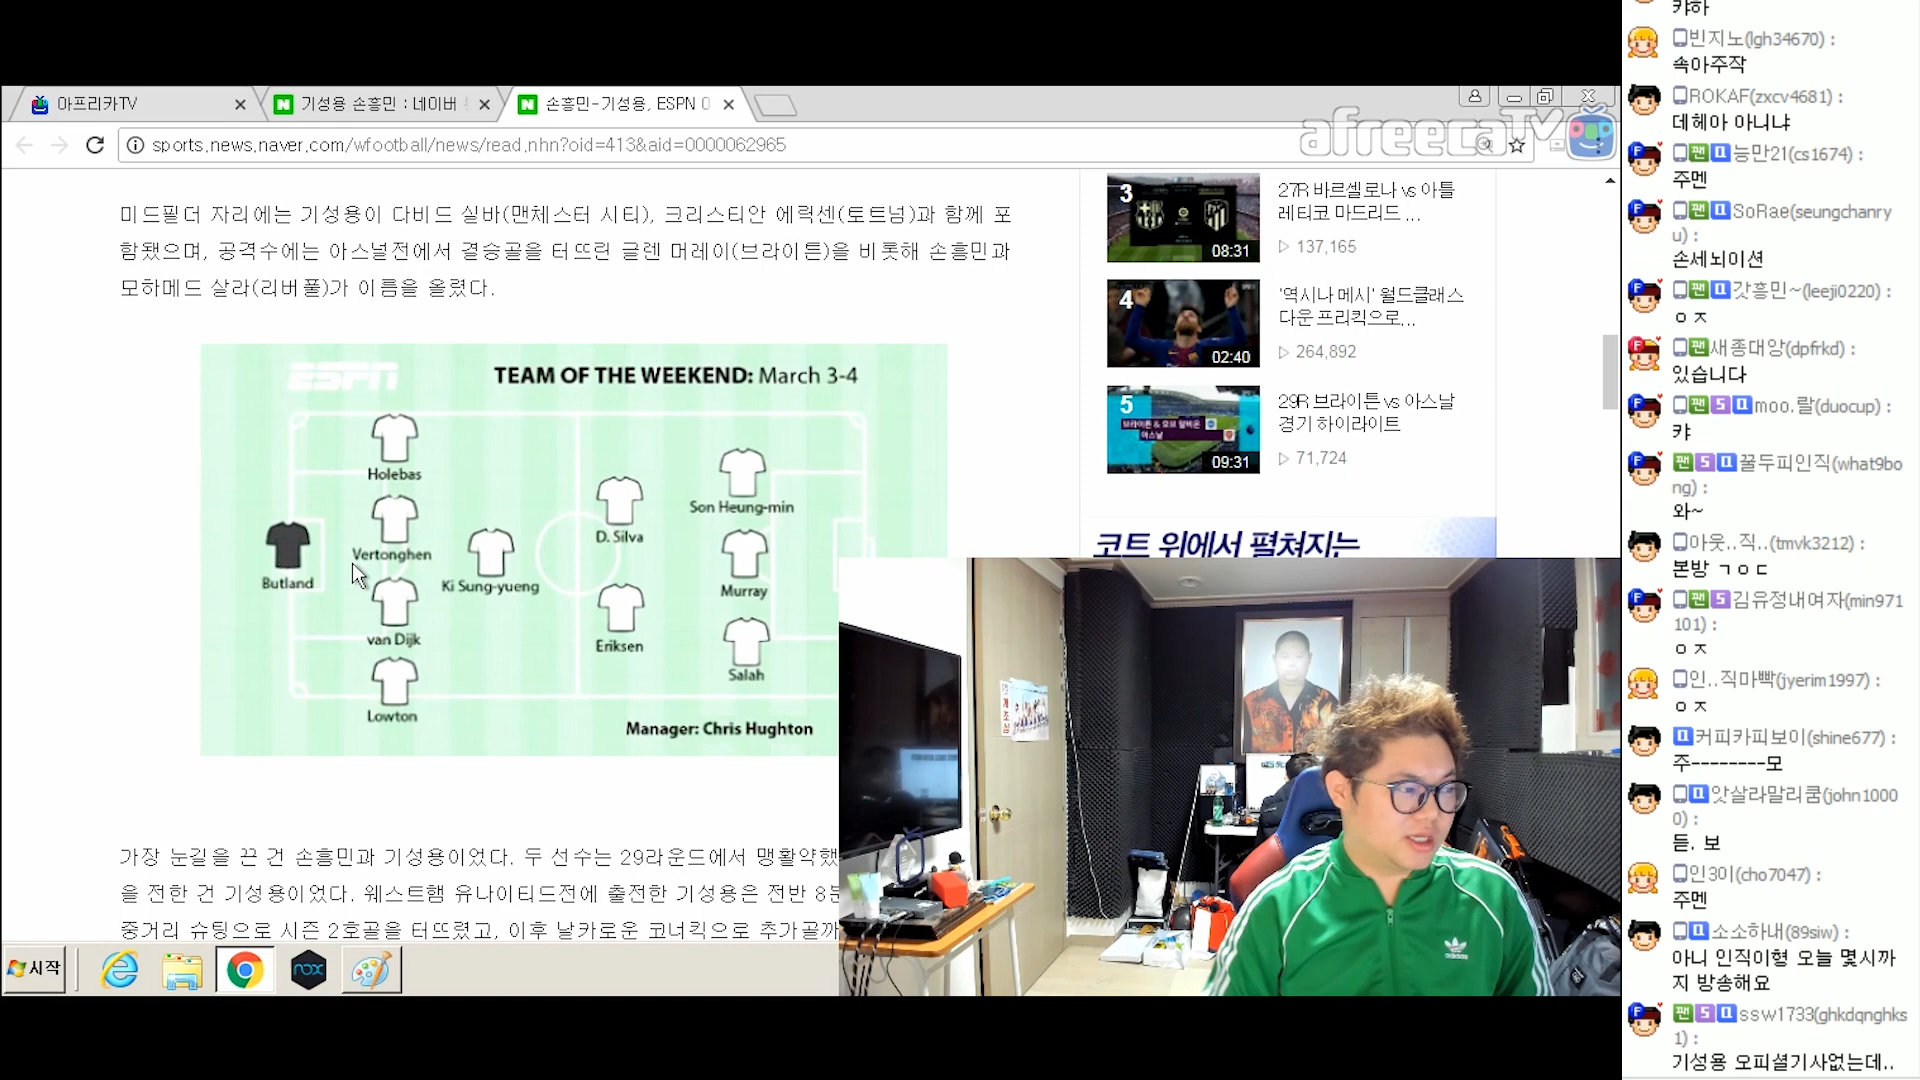 아프리카TV
기성용 손흥민 : 네이버
손흥민-기성용, ESPN
sports.news.naver.com/wfootball/news/read.nhn?oid=413&aid=0000062965
afreecaTV
미드필더 자리에는 기성용이 다비드 실바(맨체스터 시티), 크리스티안 에릭센(토트넘)과 함께 포
함됐으며, 공격수에는 아스널전에서 결승골을 터뜨린 글렌 머레이(브라이튼)을 비롯해 손흥민과
모하메드 살라(리버풀)가 이름을 올렸다.
ESPN
TEAM OF THE WEEKEND: March 3-4
Holebas
Vertonghen
van Dijk
Lowton
Butland
Ki Sung-yueng
D. Silva
Eriksen
Son Heung-min
Murray
Salah
Manager: Chris Hughton
가장 눈길을 끈 건 손흥민과 기성용이었다. 두 선수는 29라운드에서 맹활약했
을 전한 건 기성용이었다. 웨스트햄 유나이티드전에 출전한 기성용은 전반 8분
중거리 슈팅으로 시즌 2호골을 터뜨렸고, 이후 날카로운 코너킥으로 추가골까
3
08:31
27R 바르셀로나 vs 아틀
레티코 마드리드 ...
137,165
4
02:40
'역시나 메시' 월드클래스
다운 프리킥으로...
264,892
5
09:31
29R 브라이튼 vs 아스날
경기 하이라이트
71,724
코트 위에서 펼쳐지는
시작
nox
adidas
캬하
빈지노(lgh34670) :
속아주작
ROKAF(zxcv4681) :
데헤아 아니냐
팬 능만21(cs1674) :
주멘
팬 SoRae(seungchanry
u) :
손세뇌이션
팬 갓흥민~(leeji0220) :
ㅇㅈ
팬 새종대앙(dpfrkd) :
있습니다
팬 S moo.랄(duocup) :
캬
팬 S 꿀두피인직(what9bo
ng) :
와~
아웃..직..(tmvk3212) :
본방 ㄱㅇㄷ
팬 S 김유정내여자(min971
101) :
ㅇㅈ
인..직마빡(jyerim1997) :
ㅇㅈ
커피카피보이(shine677) :
주--------모
앗살라말리쿰(john1000
0) :
듣. 보
인3이(cho7047) :
주멘
소소하내(89siw) :
아니 인직이형 오늘 몇시까
지 방송해요
팬 S ssw1733(ghkdqnghks
1) :
기성용 오피셜기사없는데..